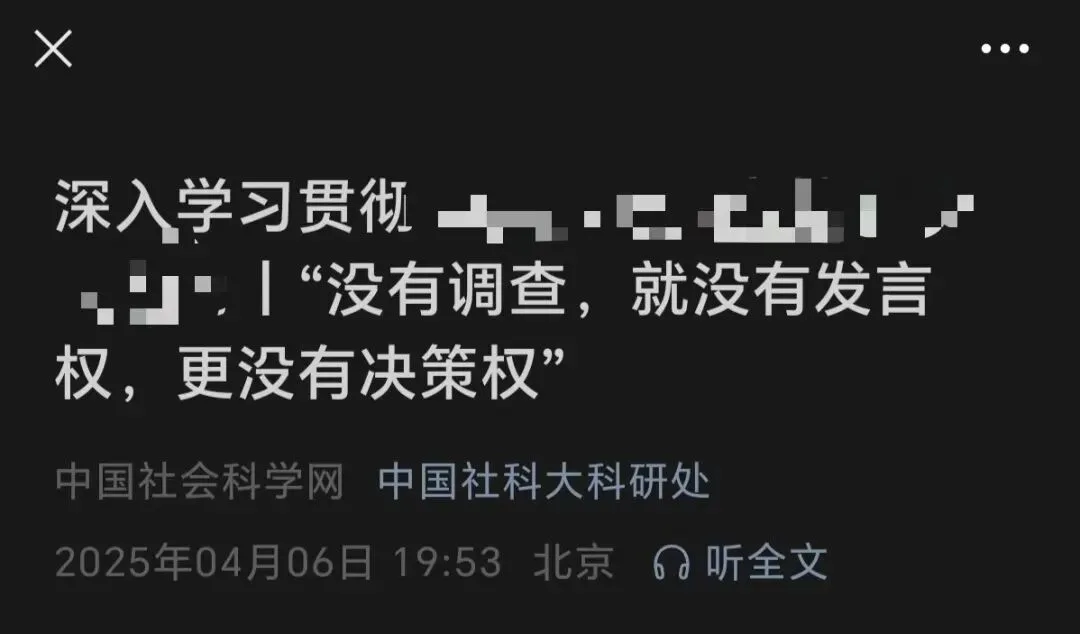 深入学习贯彻
|“没有调查，就没有发言
权，更没有决策权”
中国社会科学网 中国社科大科研处
2025年04月06日 19:53 北京 听全文